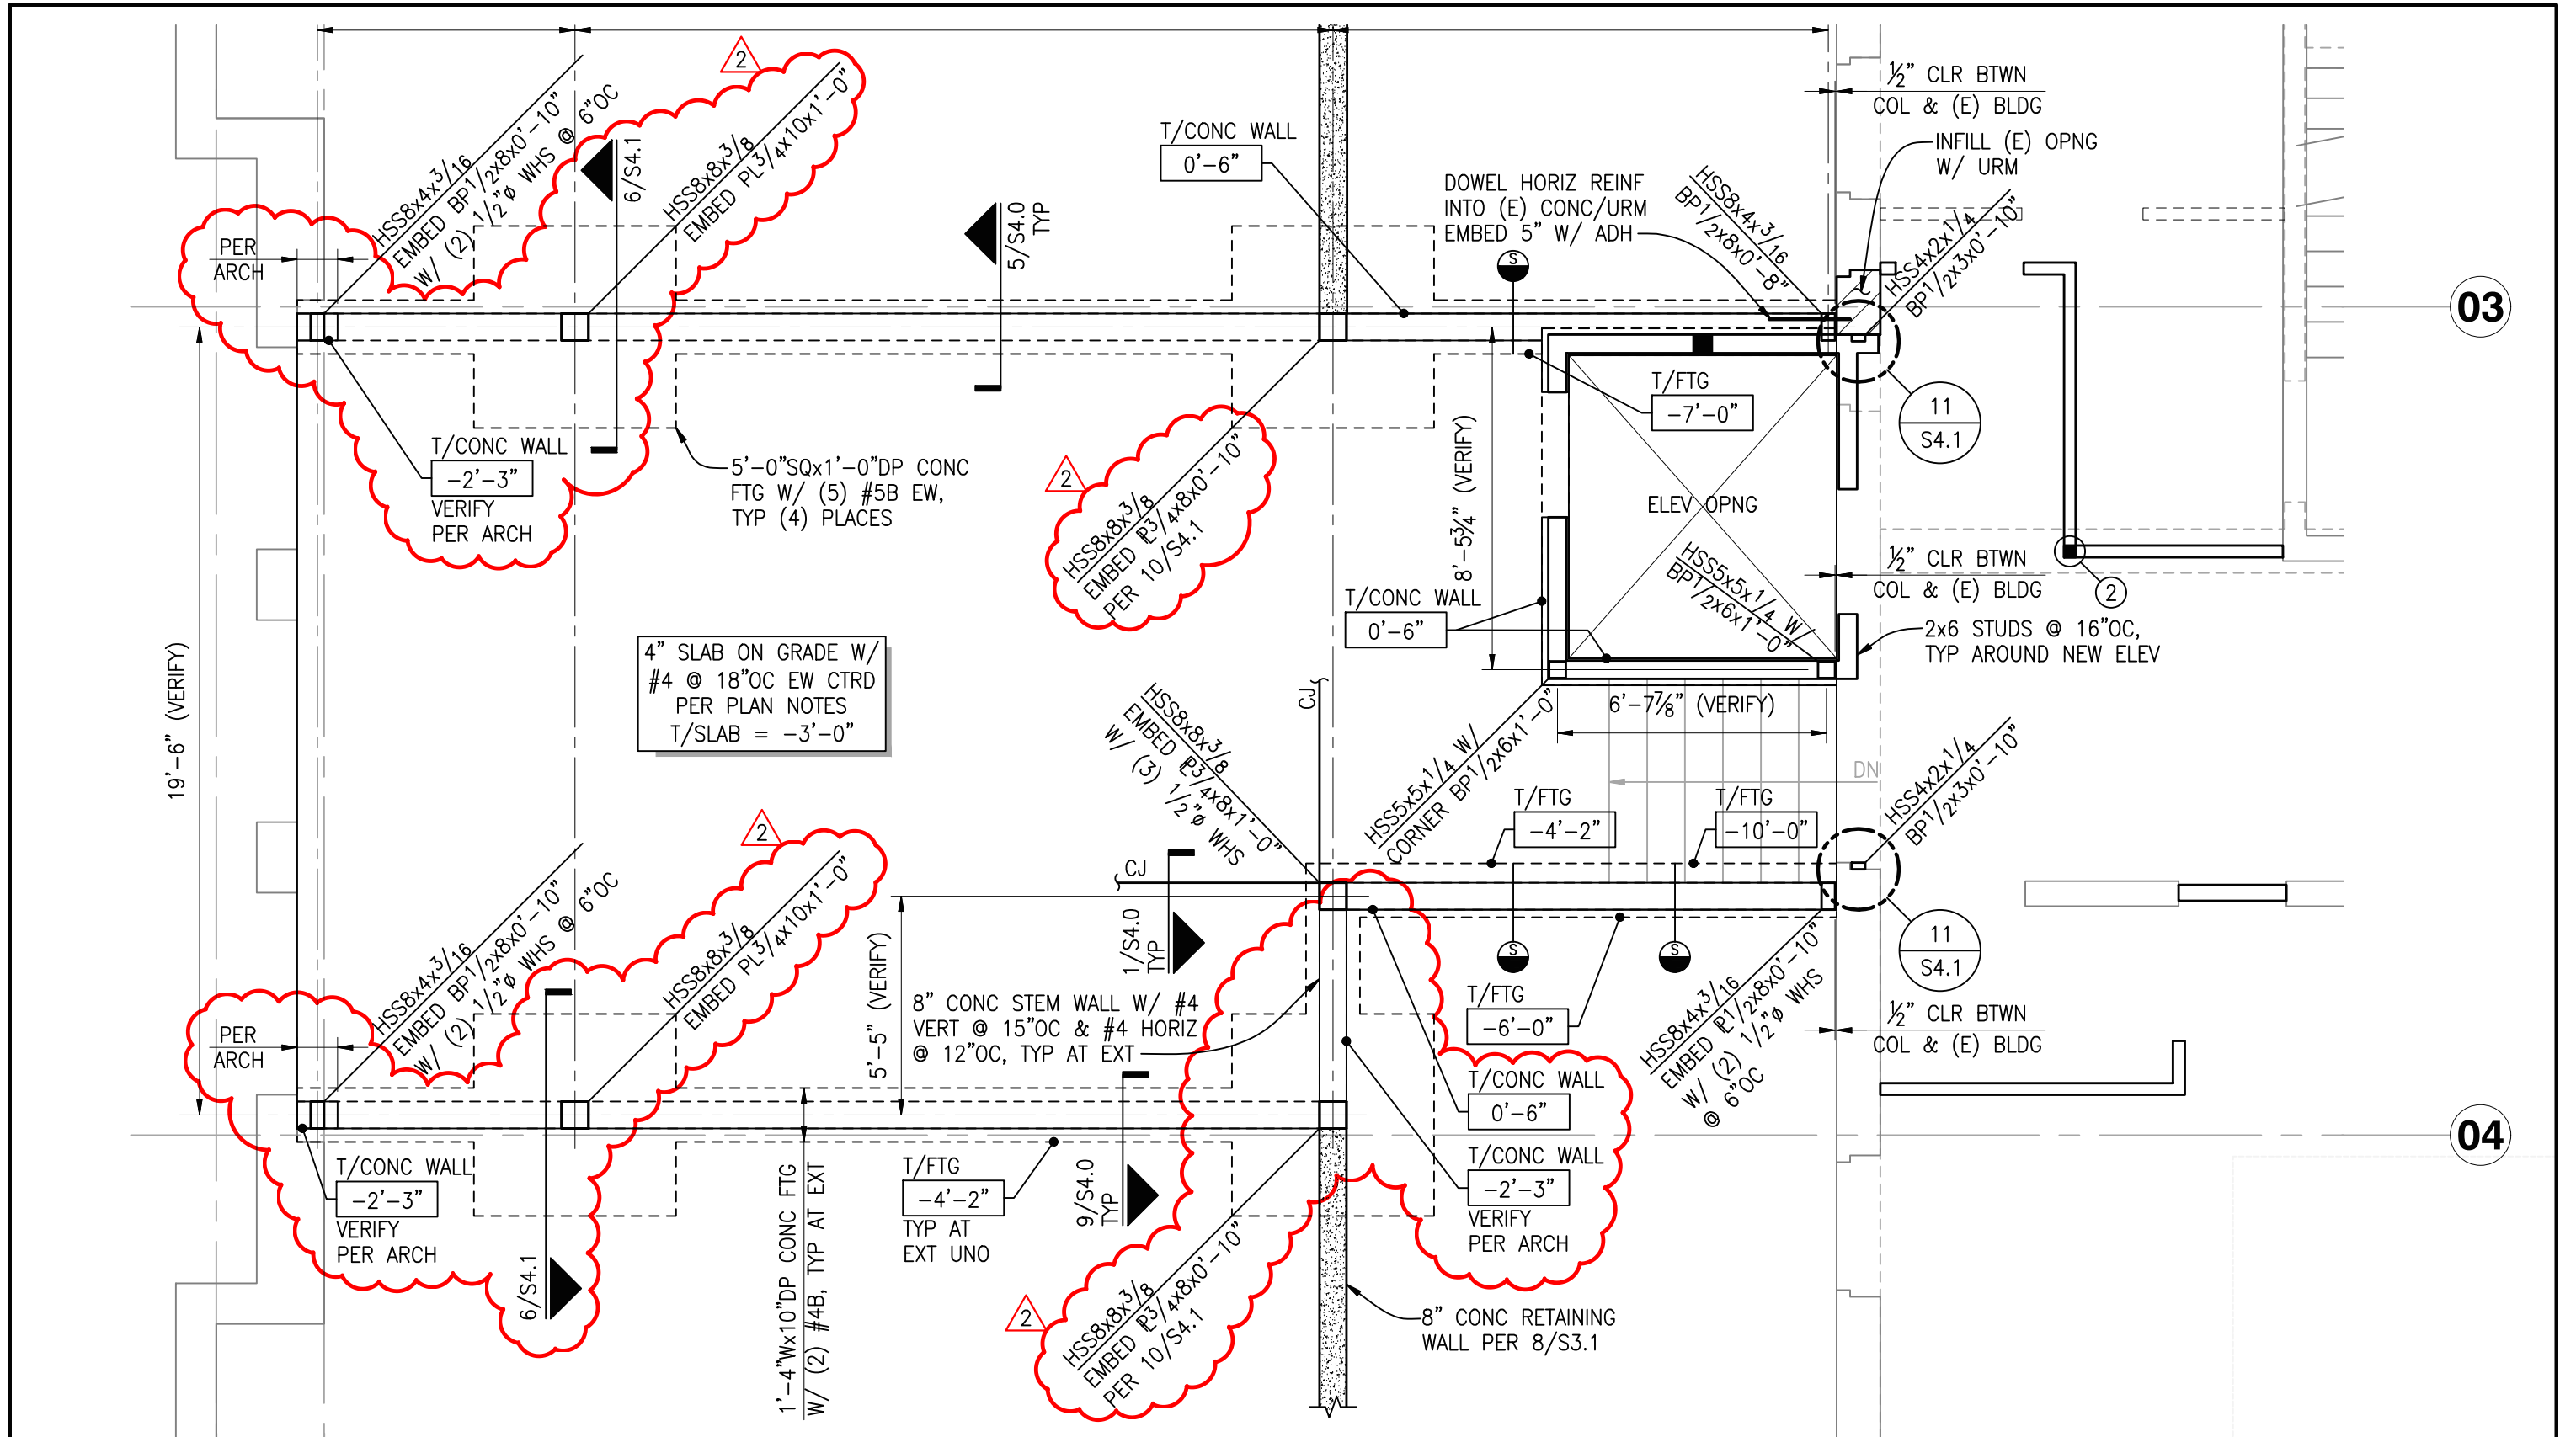 2
HSS8x4x3/16
EMBED BP1/2x8x0'-10"
W/ (2) 1/2"ø WHS @ 6"OC
6/S4.1
HSS8x8x3/8
EMBED PL3/4x10x1'-0"
PER
ARCH
T/CONC WALL
-2'-3"
VERIFY
PER ARCH
5'-0"SQx1'-0"DP CONC
FTG W/ (5) #5B EW,
TYP (4) PLACES
5/S4.0
TYP
T/CONC WALL
0'-6"
DOWEL HORIZ REINF
INTO (E) CONC/URM
EMBED 5" W/ ADH
S
HSS8x4x3/16
BP1/2x8x0'-8"
½" CLR BTWN
COL & (E) BLDG
INFILL (E) OPNG
W/ URM
HSS4x2x1/4
BP1/2x3x0'-10"
03
11
S4.1
T/FTG
-7'-0"
8'-5¾" (VERIFY)
ELEV OPNG
2
HSS8x8x3/8
EMBED ℙ3/4x8x0'-10"
PER 10/S4.1
T/CONC WALL
0'-6"
HSS5x5x1/4 W/
BP1/2x6x1'-0"
½" CLR BTWN
COL & (E) BLDG
2
2x6 STUDS @ 16"OC,
TYP AROUND NEW ELEV
19'-6" (VERIFY)
4" SLAB ON GRADE W/
#4 @ 18"OC EW CTRD
PER PLAN NOTES
T/SLAB = -3'-0"
CJ
6'-7⅞" (VERIFY)
HSS8x8x3/8
EMBED ℙ3/4x8x1'-0"
W/ (3) 1/2"ø WHS
HSS5x5x1/4 W/
CORNER BP1/2x6x1'-0"
DN
T/FTG
-4'-2"
T/FTG
-10'-0"
HSS4x2x1/4
BP1/2x3x0'-10"
2
HSS8x4x3/16
EMBED BP1/2x8x0'-10"
W/ (2) 1/2"ø WHS @ 6"OC
HSS8x8x3/8
EMBED PL3/4x10x1'-0"
CJ
1/S4.0
TYP
5'-5" (VERIFY)
8" CONC STEM WALL W/ #4
VERT @ 15"OC & #4 HORIZ
@ 12"OC, TYP AT EXT
S
S
T/FTG
-6'-0"
HSS8x4x3/16
EMBED ℙ1/2x8x0'-10"
W/ (2) 1/2"ø WHS
@ 6"OC
11
S4.1
½" CLR BTWN
COL & (E) BLDG
PER
ARCH
T/CONC WALL
0'-6"
T/CONC WALL
-2'-3"
VERIFY
PER ARCH
04
T/CONC WALL
-2'-3"
VERIFY
PER ARCH
6/S4.1
1'-4"Wx10"DP CONC FTG
W/ (2) #4B, TYP AT EXT
T/FTG
-4'-2"
TYP AT
EXT UNO
9/S4.0
TYP
2
HSS8x8x3/8
EMBED ℙ3/4x8x0'-10"
PER 10/S4.1
8" CONC RETAINING
WALL PER 8/S3.1